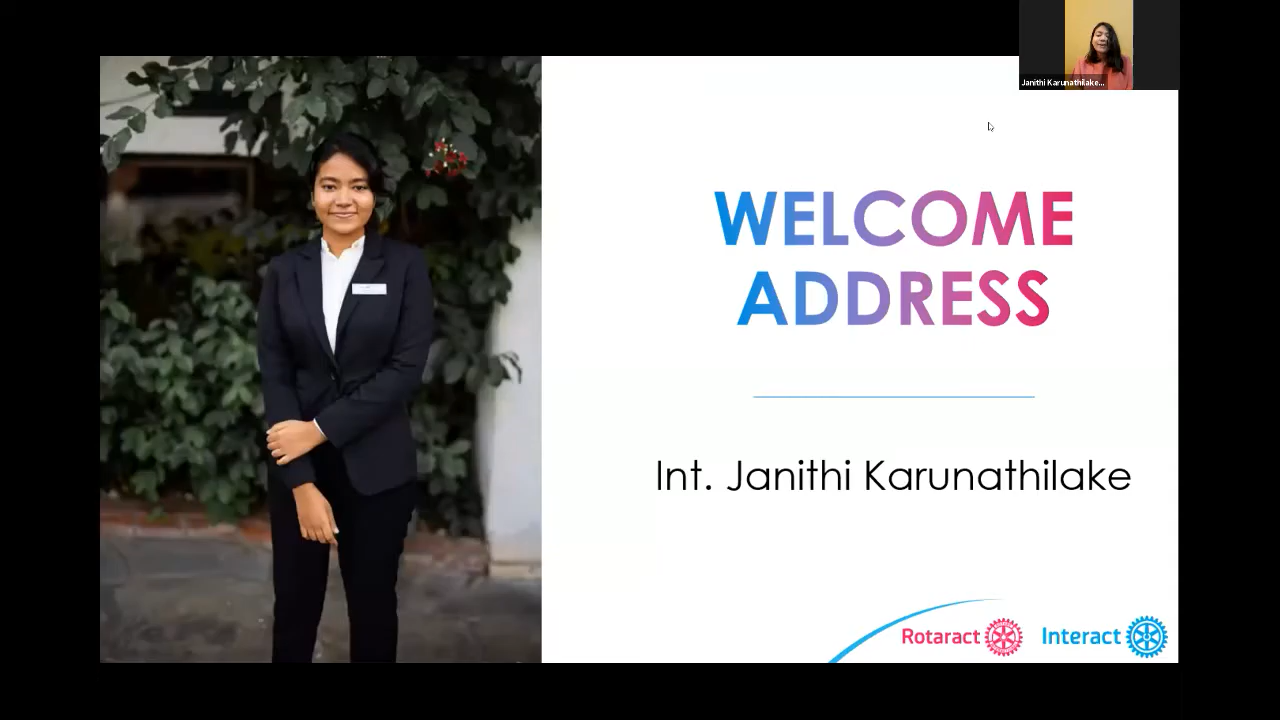 Janithi Karunathilake...
WELCOME
ADDRESS
Int. Janithi Karunathilake
Rotaract
Interact